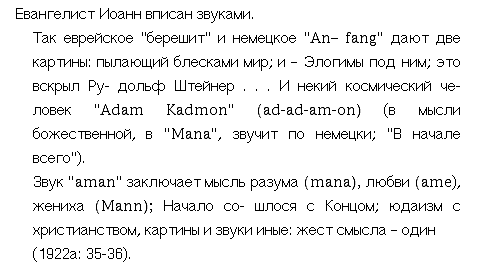 Евангелист Иоанн вписан звуками.
Так еврейское "берешит" и немецкое "An– fang" дают две
картины: пылающий блесками мир; и – Элогимы под ним; это
вскрыл Ру- дольф Штейнер . . . И некий космический че-
ловек "Adam Kadmon" (ad-ad-am-on) (в мысли
божественной, в "Mana", звучит по немецки; "В начале
всего").
Звук "aman" заключает мысль разума (mana), любви (ame),
жениха (Mann); Начало со- шлося с Концом; юдаизм с
христианством, картины и звуки иные: жест смысла – один
(1922a: 35-36).